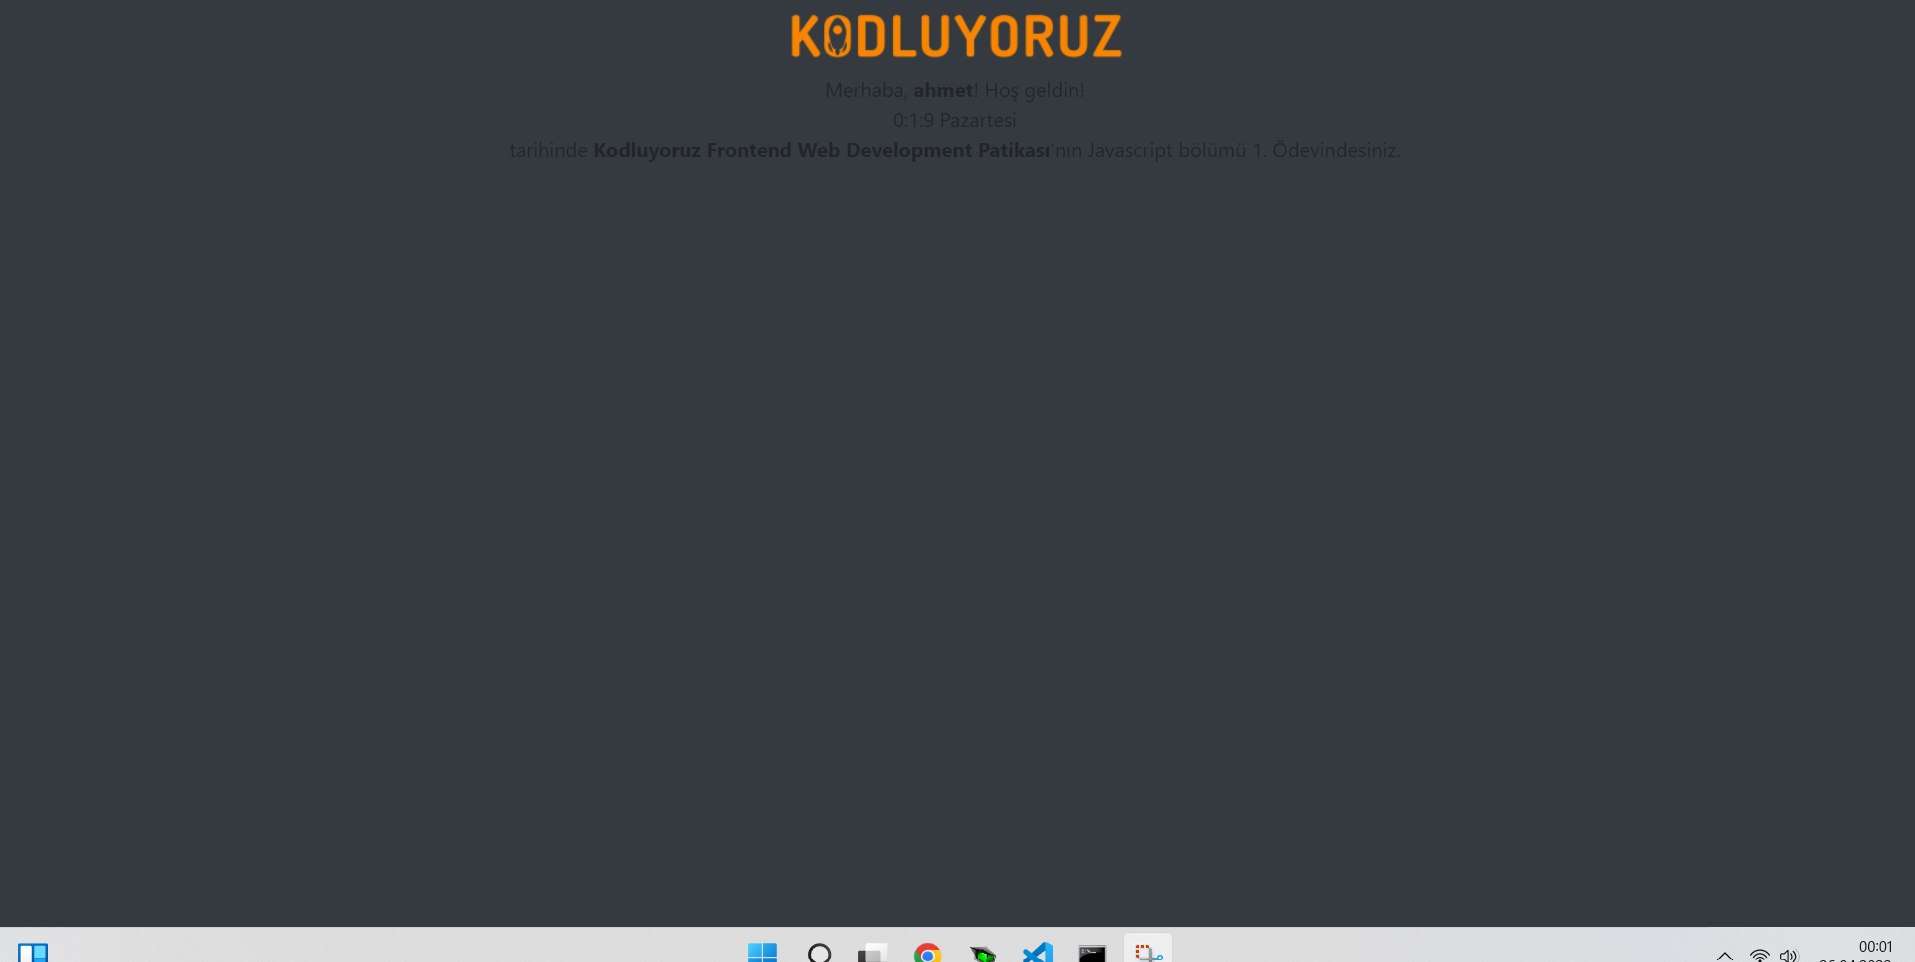 KODLUYORUZ
Merhaba, ahmet! Hoş geldin!
0:1:9 Pazartesi
tarihinde Kodluyoruz Frontend Web Development Patikası'nın Javascript bölümü 1. Ödevindesiniz.
00:01